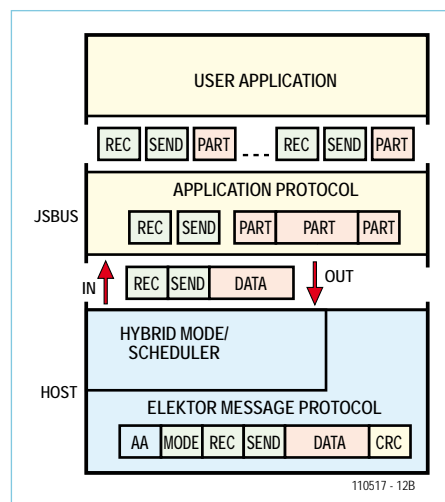 USER APPLICATION
REC SEND PART ---- REC SEND PART
APPLICATION PROTOCOL
JSBUS
REC SEND PART PART PART
IN REC SEND DATA OUT
HYBRID MODE/
SCHEDULER
HOST
ELEKTOR MESSAGE PROTOCOL
AA MODE REC SEND DATA CRC
110517 - 12B